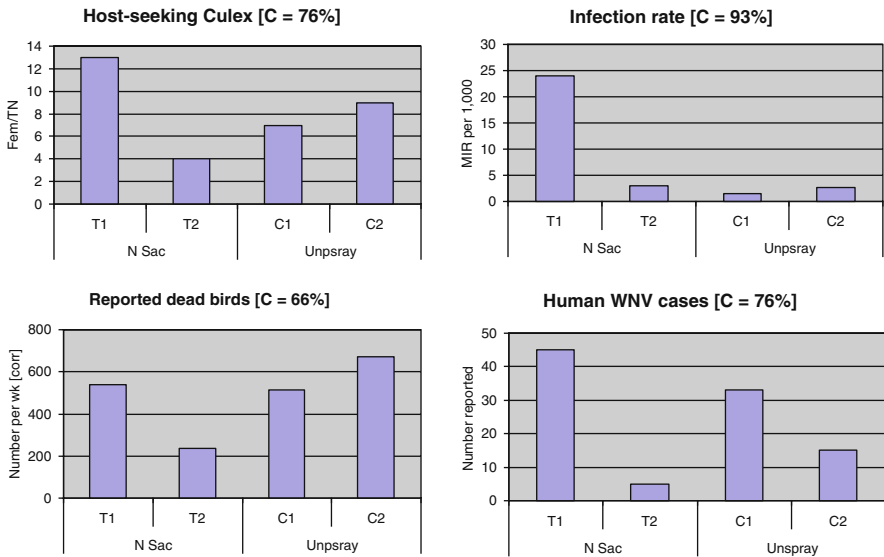 Host-seeking Culex [C = 76%]
Fem/TN
14
12
10
8
6
4
2
0
T1 T2 C1 C2
N Sac Unpsray
Infection rate [C = 93%]
MIR per 1,000
30
25
20
15
10
5
0
T1 T2 C1 C2
N Sac Unpsray
Reported dead birds [C = 66%]
Number per wk [corr]
800
600
400
200
0
T1 T2 C1 C2
N Sac Unpsray
Human WNV cases [C = 76%]
Number reported
50
40
30
20
10
0
T1 T2 C1 C2
N Sac Unpsray